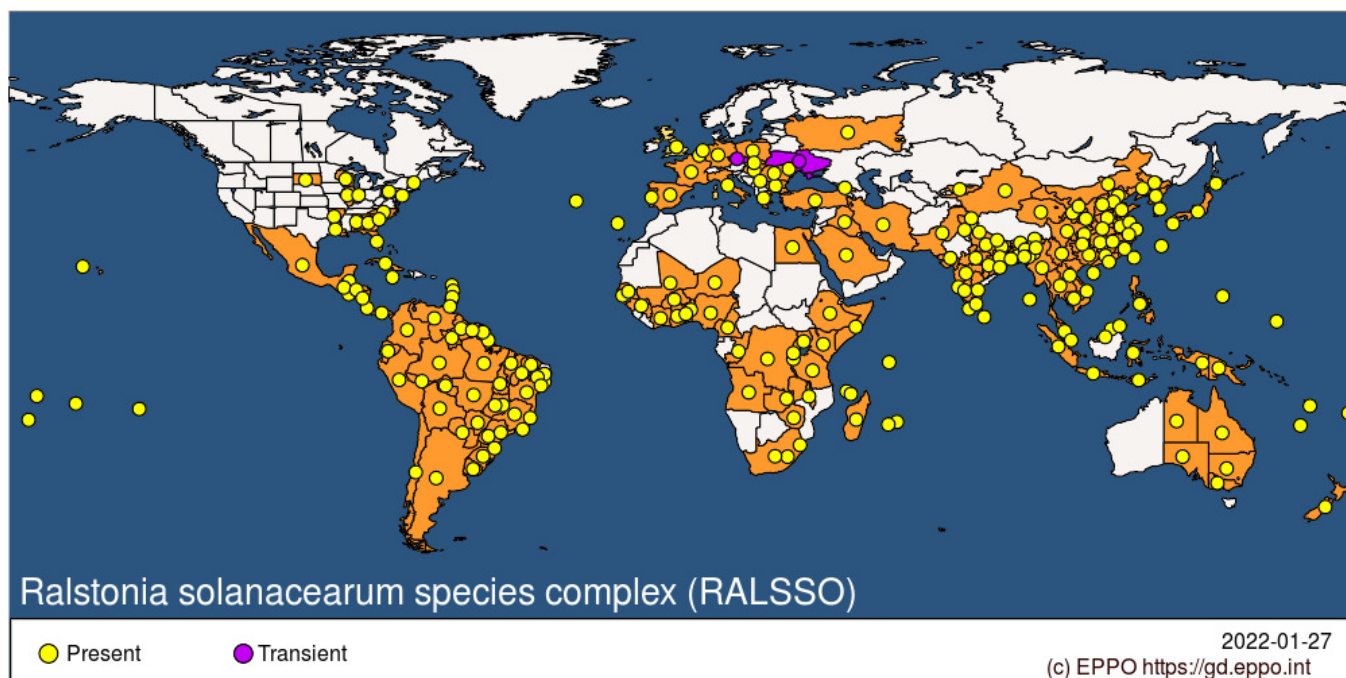 Ralstonia solanacearum species complex (RALSSO)
Present
Transient
2022-01-27
(c) EPPO https://gd.eppo.int